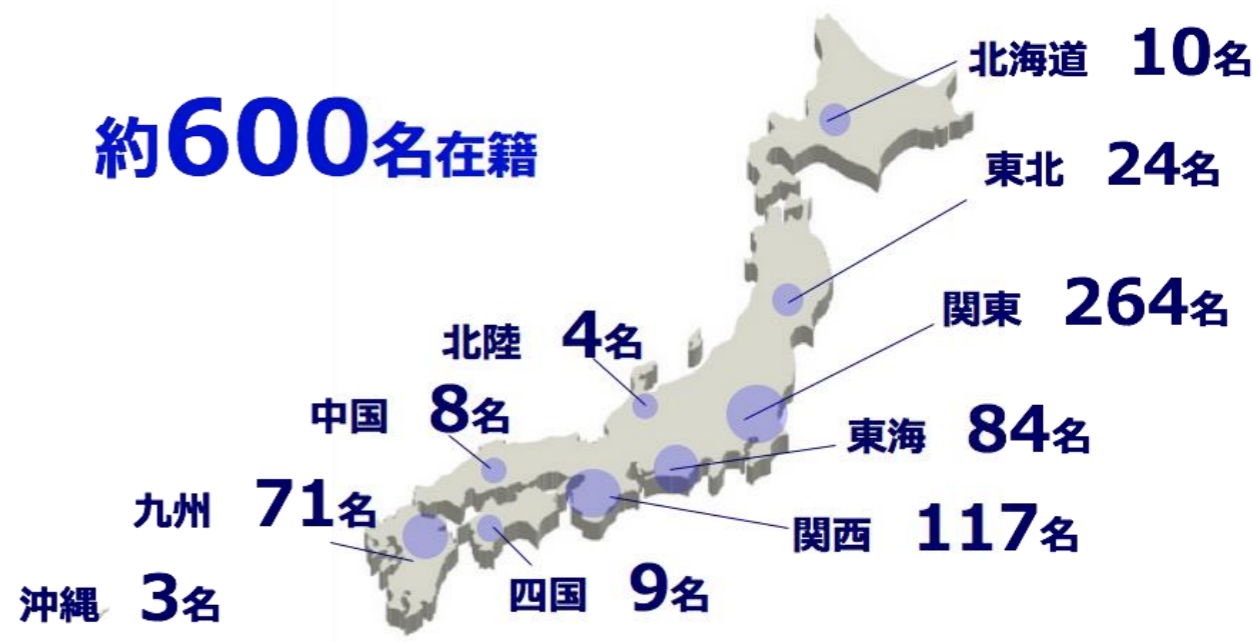 約600名在籍
北海道 10名
東北 24名
関東 264名
北陸 4名
中国 8名
東海 84名
九州 71名
関西 117名
四国 9名
沖縄 3名